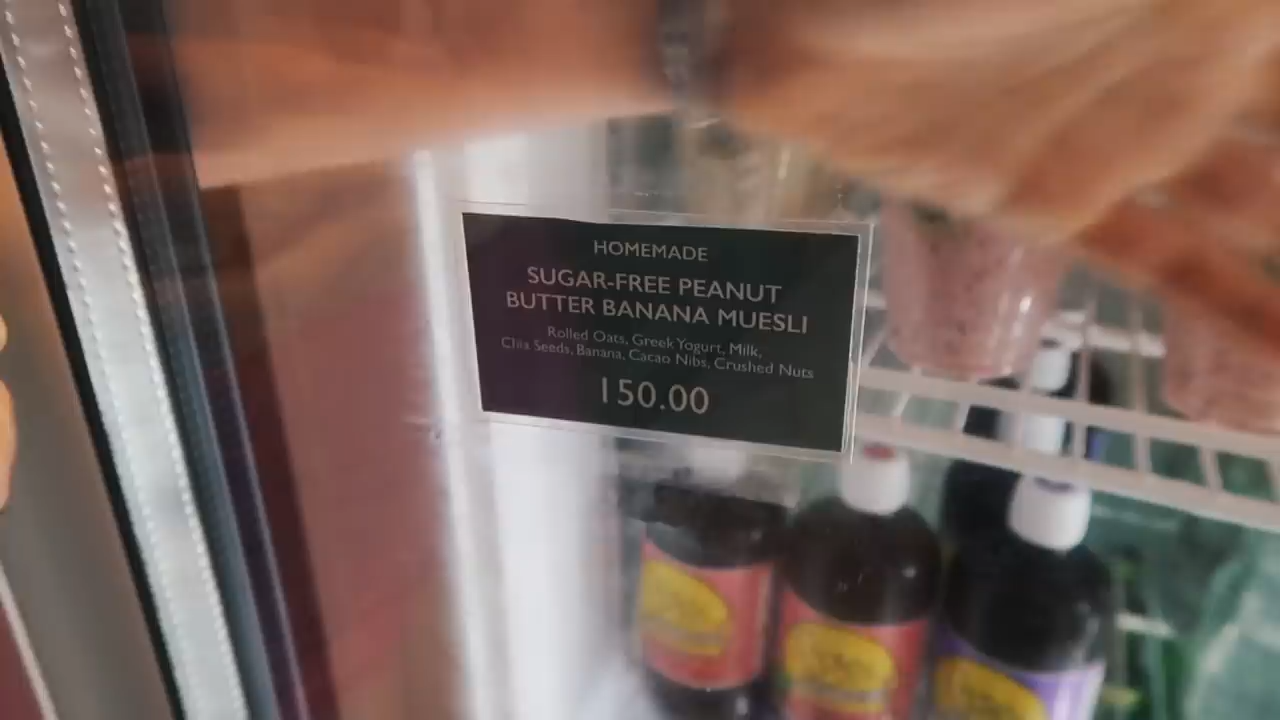 HOMEMADE
SUGAR-FREE PEANUT
BUTTER BANANA MUESLI
Rolled Oats, Greek Yogurt, Milk,
Chia Seeds, Banana, Cacao Nibs, Crushed Nuts
150.00